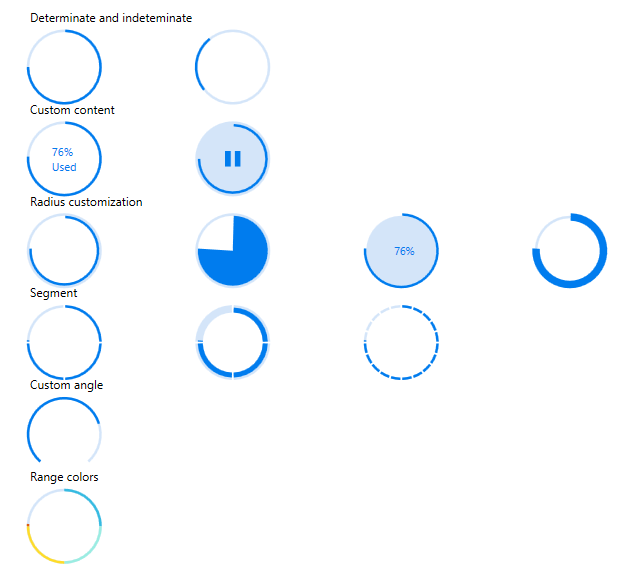 Determinate and indeteminate
Custom content
76%
Used
Radius customization
76%
Segment
Custom angle
Range colors